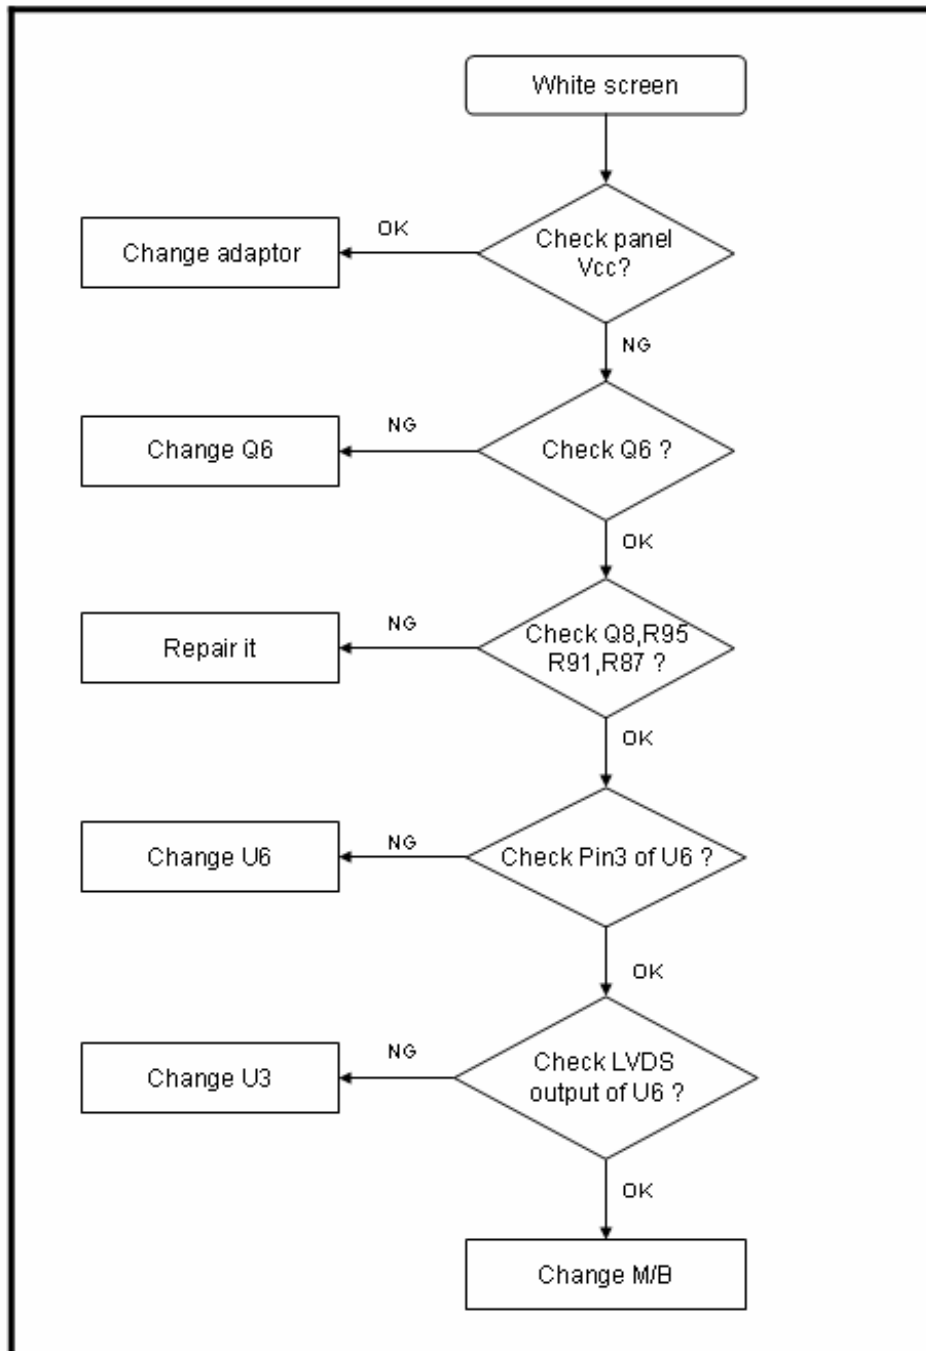 White screen
Check panel
Vcc?
OK
Change adaptor
NG
Check Q6 ?
NG
Change Q6
OK
Check Q8,R95
R91,R87 ?
NG
Repair it
OK
Check Pin3 of U6 ?
NG
Change U6
OK
Check LVDS
output of U6 ?
NG
Change U3
OK
Change M/B